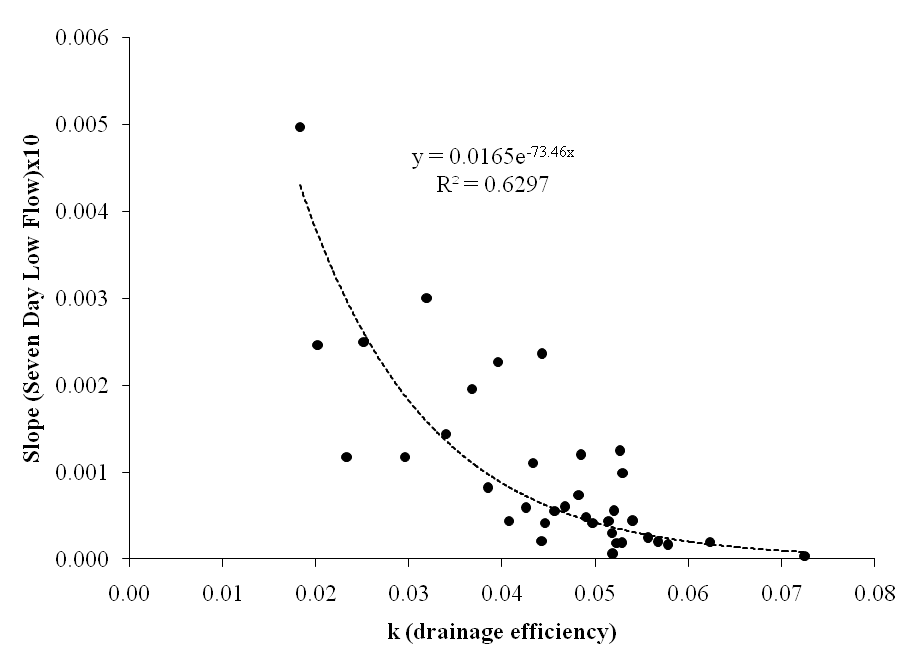 0.006
0.005
0.004
0.003
0.002
0.001
0.000
Slope (Seven Day Low Flow)x10
y = 0.0165e^-73.46x
R² = 0.6297
0.00 0.01 0.02 0.03 0.04 0.05 0.06 0.07 0.08
k (drainage efficiency)